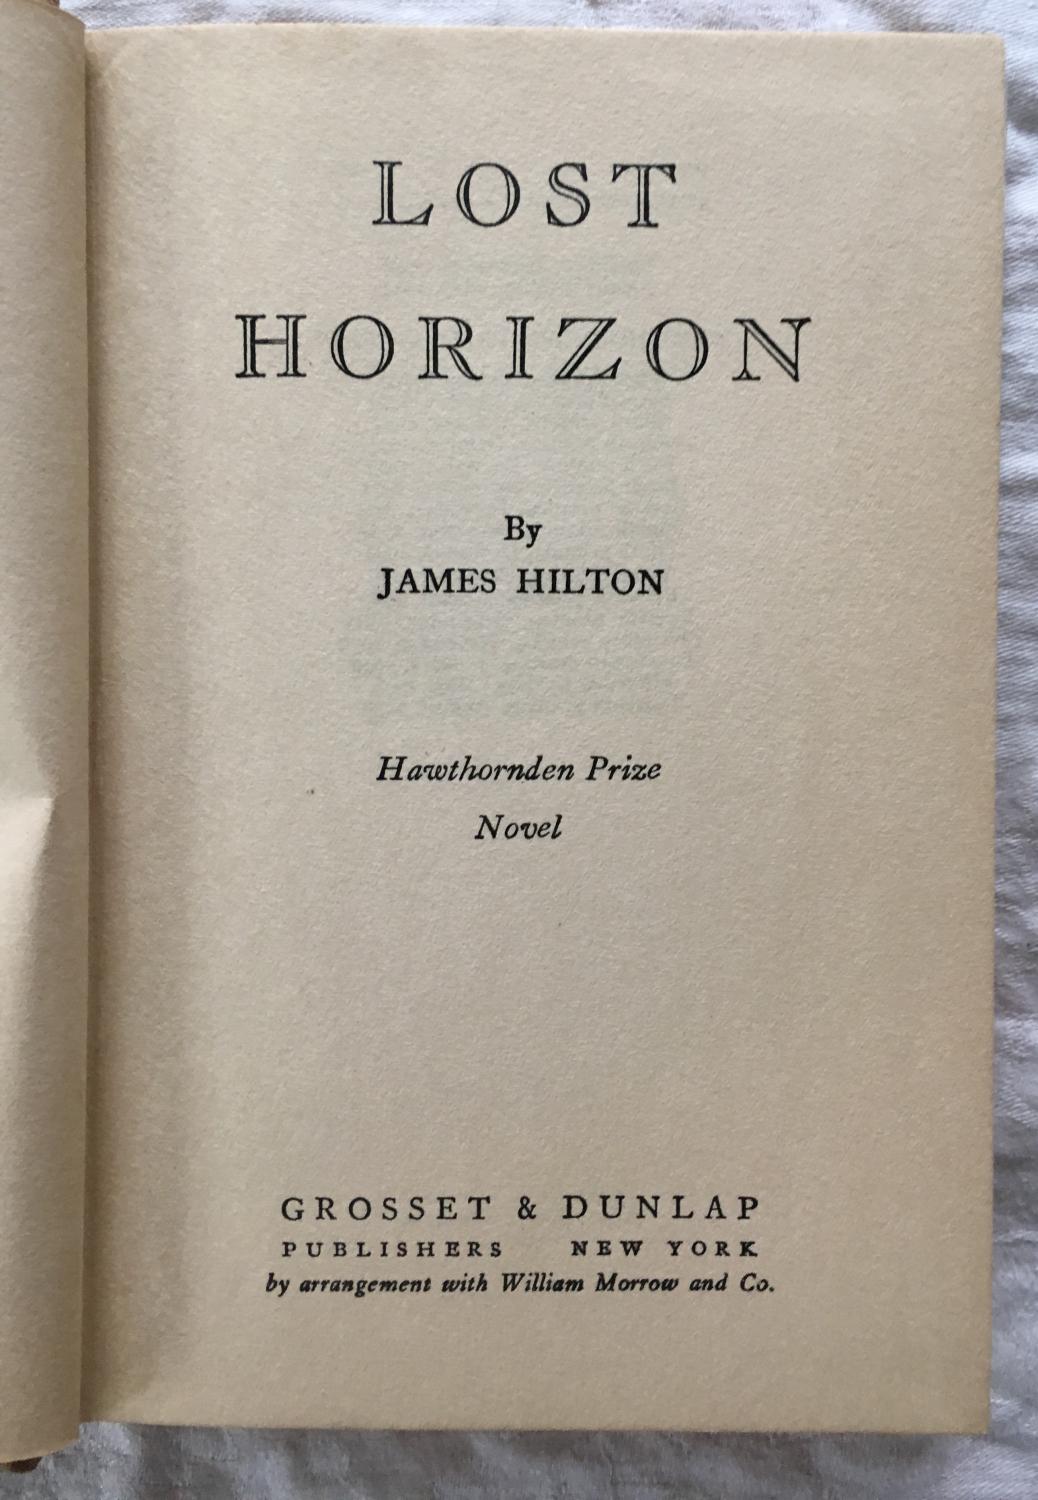 LOST
HORIZON
By
JAMES HILTON
Hawthornden Prize
Novel
GROSSET & DUNLAP
PUBLISHERS NEW YORK
by arrangement with William Morrow and Co.